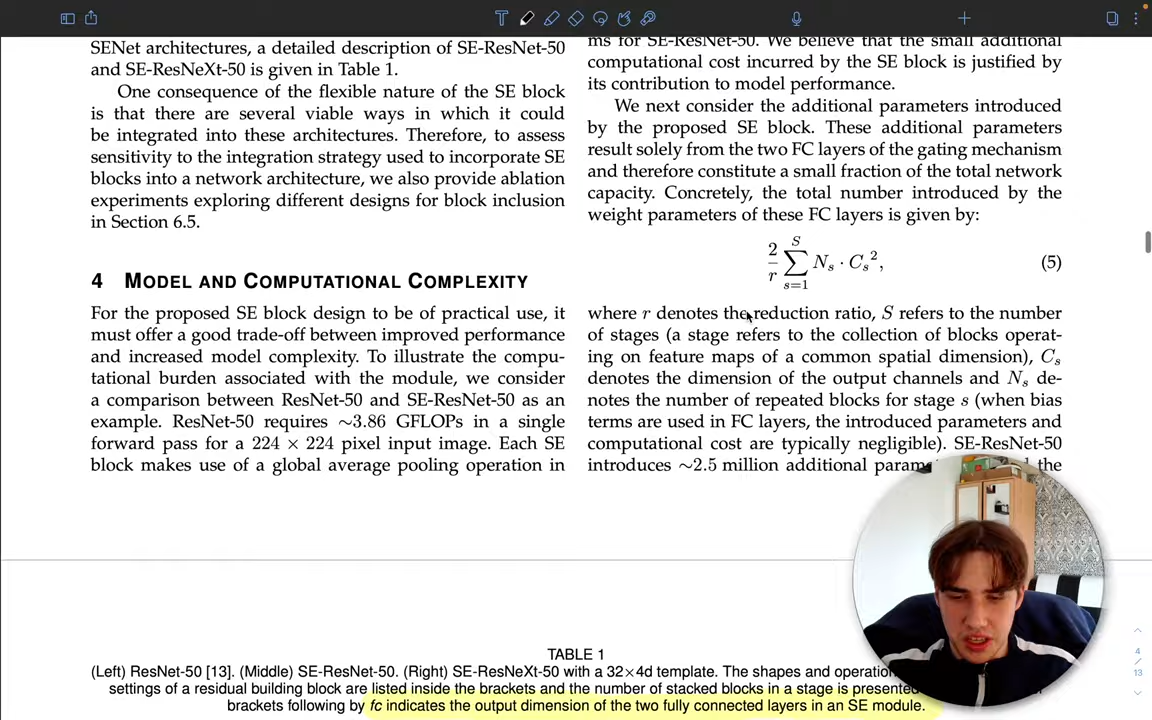 SENet architectures, a detailed description of SE-ResNet-50
and SE-ResNeXt-50 is given in Table 1.
One consequence of the flexible nature of the SE block
is that there are several viable ways in which it could
be integrated into these architectures. Therefore, to assess
sensitivity to the integration strategy used to incorporate SE
blocks into a network architecture, we also provide ablation
experiments exploring different designs for block inclusion
in Section 6.5.
4 MODEL AND COMPUTATIONAL COMPLEXITY
For the proposed SE block design to be of practical use, it
must offer a good trade-off between improved performance
and increased model complexity. To illustrate the compu-
tational burden associated with the module, we consider
a comparison between ResNet-50 and SE-ResNet-50 as an
example. ResNet-50 requires ∼3.86 GFLOPs in a single
forward pass for a 224 × 224 pixel input image. Each SE
block makes use of a global average pooling operation in
ms for SE-ResNet-50. We believe that the small additional
computational cost incurred by the SE block is justified by
its contribution to model performance.
We next consider the additional parameters introduced
by the proposed SE block. These additional parameters
result solely from the two FC layers of the gating mechanism
and therefore constitute a small fraction of the total network
capacity. Concretely, the total number introduced by the
weight parameters of these FC layers is given by:
2/r ∑_{s=1}^{S} N_s · C_s², (5)
where r denotes the reduction ratio, S refers to the number
of stages (a stage refers to the collection of blocks operat-
ing on feature maps of a common spatial dimension), C_s
denotes the dimension of the output channels and N_s de-
notes the number of repeated blocks for stage s (when bias
terms are used in FC layers, the introduced parameters and
computational cost are typically negligible). SE-ResNet-50
introduces ∼2.5 million additional the
TABLE 1
(Left) ResNet-50 [13]. (Middle) SE-ResNet-50. (Right) SE-ResNeXt-50 with a 32×4d template. The shapes and
settings of a residual building block are listed inside the brackets and the number of stacked blocks in a stage is
brackets following by fc indicates the output dimension of the two fully connected layers in an SE module.
4
/
13